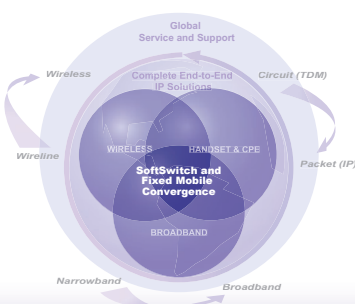 Global
Service and Support
Wireless
Complete End-to-End
IP Solutions
Circuit (TDM)
WIRELESS
HANDSET & CPE
Wireline
Packet (IP)
SoftSwitch and
Fixed Mobile
Convergence
BROADBAND
Narrowband
Broadband